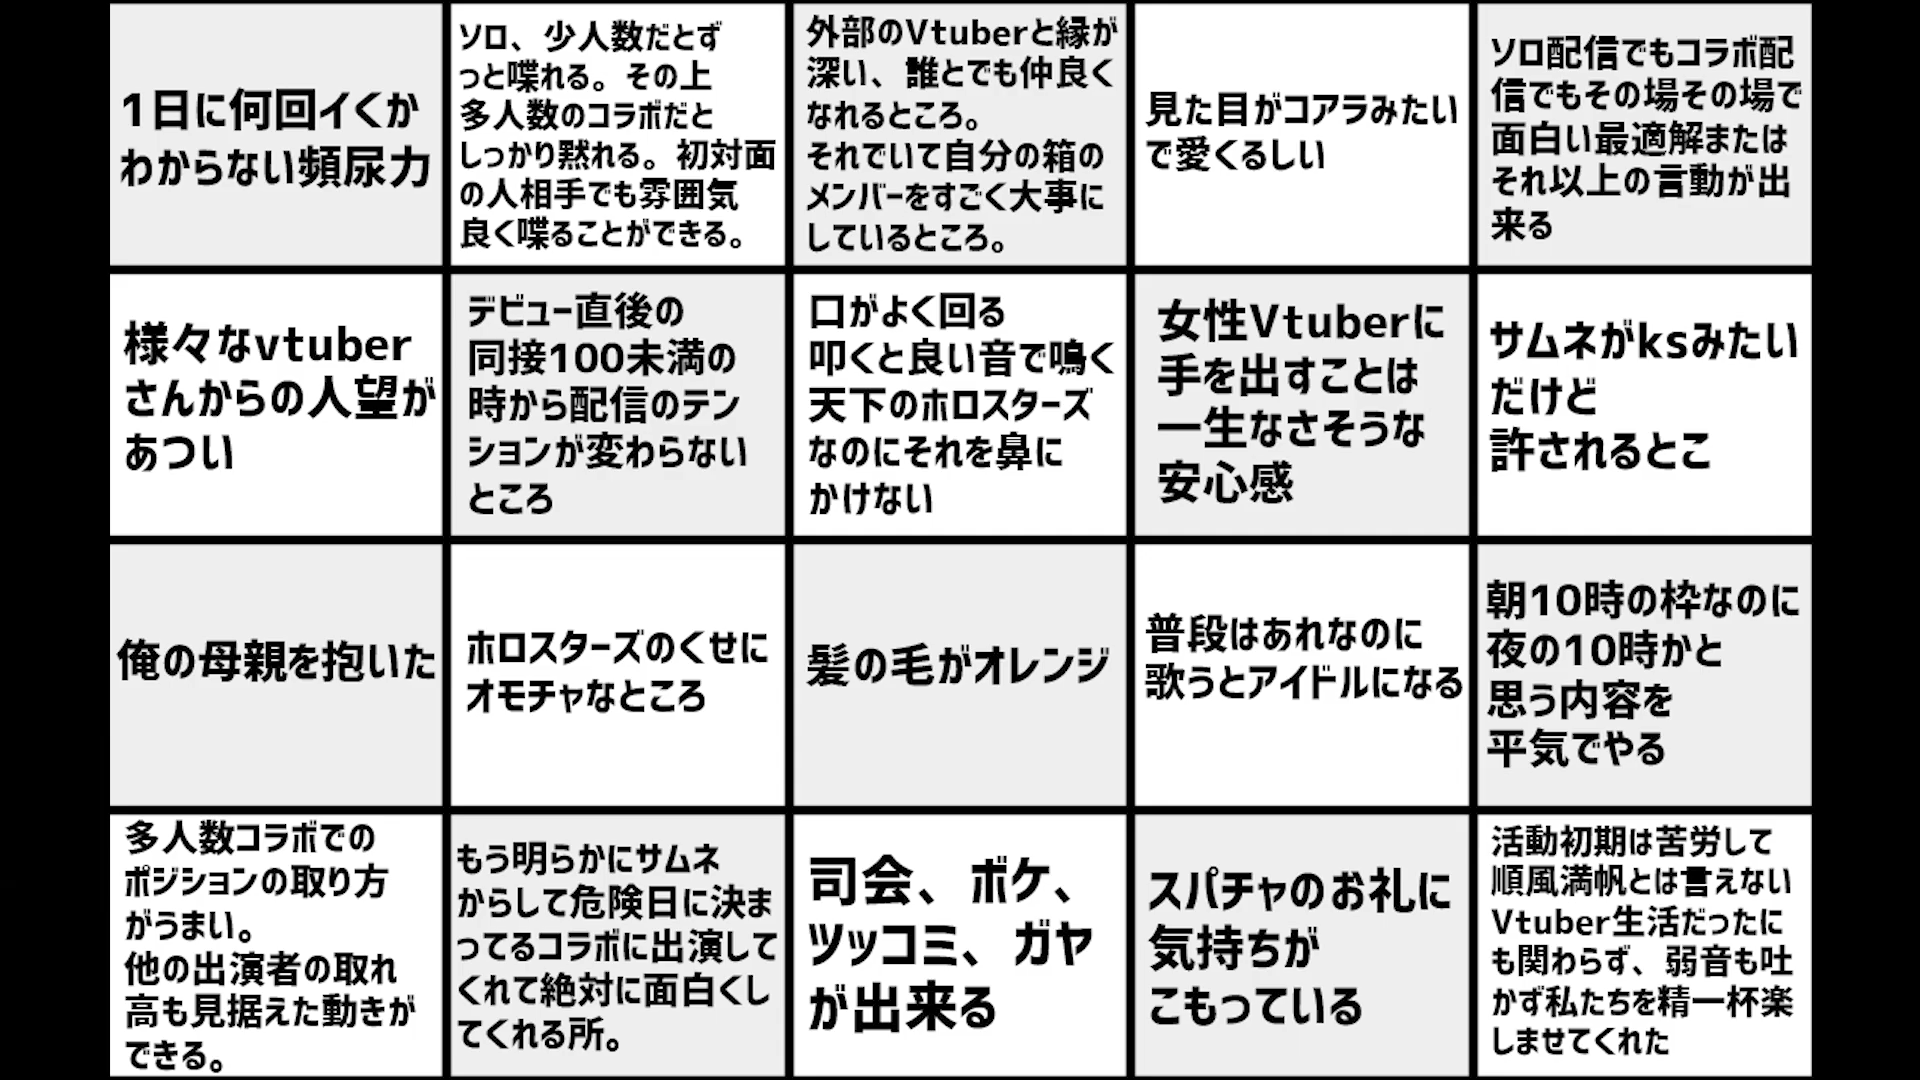 1日に何回イくか
わからない頻尿力
ソロ、少人数だとず
っと喋れる。その上
多人数のコラボだと
しっかり黙れる。初対面
の人相手でも雰囲気
良く喋ることができる。
外部のVtuberと縁が
深い、誰とでも仲良く
なれるところ。
それでいて自分の箱の
メンバーをすごく大事に
しているところ。
見た目がコアラみたい
で愛くるしい
ソロ配信でもコラボ配
信でもその場その場で
面白い最適解または
それ以上の言動が出
来る
様々なvtuber
さんからの人望が
あつい
デビュー直後の
同接100未満の
時から配信のテン
ションが変わらない
ところ
口がよく回る
叩くと良い音で鳴く
天下のホロスターズ
なのにそれを鼻に
かけない
女性Vtuberに
手を出すことは
一生なさそうな
安心感
サムネがksみたい
だけど
許されるとこ
俺の母親を抱いた
ホロスターズのくせに
オモチャなところ
髪の毛がオレンジ
普段はあれなのに
歌うとアイドルになる
朝10時の枠なのに
夜の10時かと
思う内容を
平気でやる
多人数コラボでの
ポジションの取り方
がうまい。
他の出演者の取れ
高も見据えた動きが
できる。
もう明らかにサムネ
からして危険日に決ま
ってるコラボに出演して
くれて絶対に面白くし
てくれる所。
司会、ボケ、
ツッコミ、ガヤ
が出来る
スパチャのお礼に
気持ちが
こもっている
活動初期は苦労して
順風満帆とは言えない
Vtuber生活だったに
も関わらず、弱音も吐
かず私たちを精一杯楽
しませてくれた